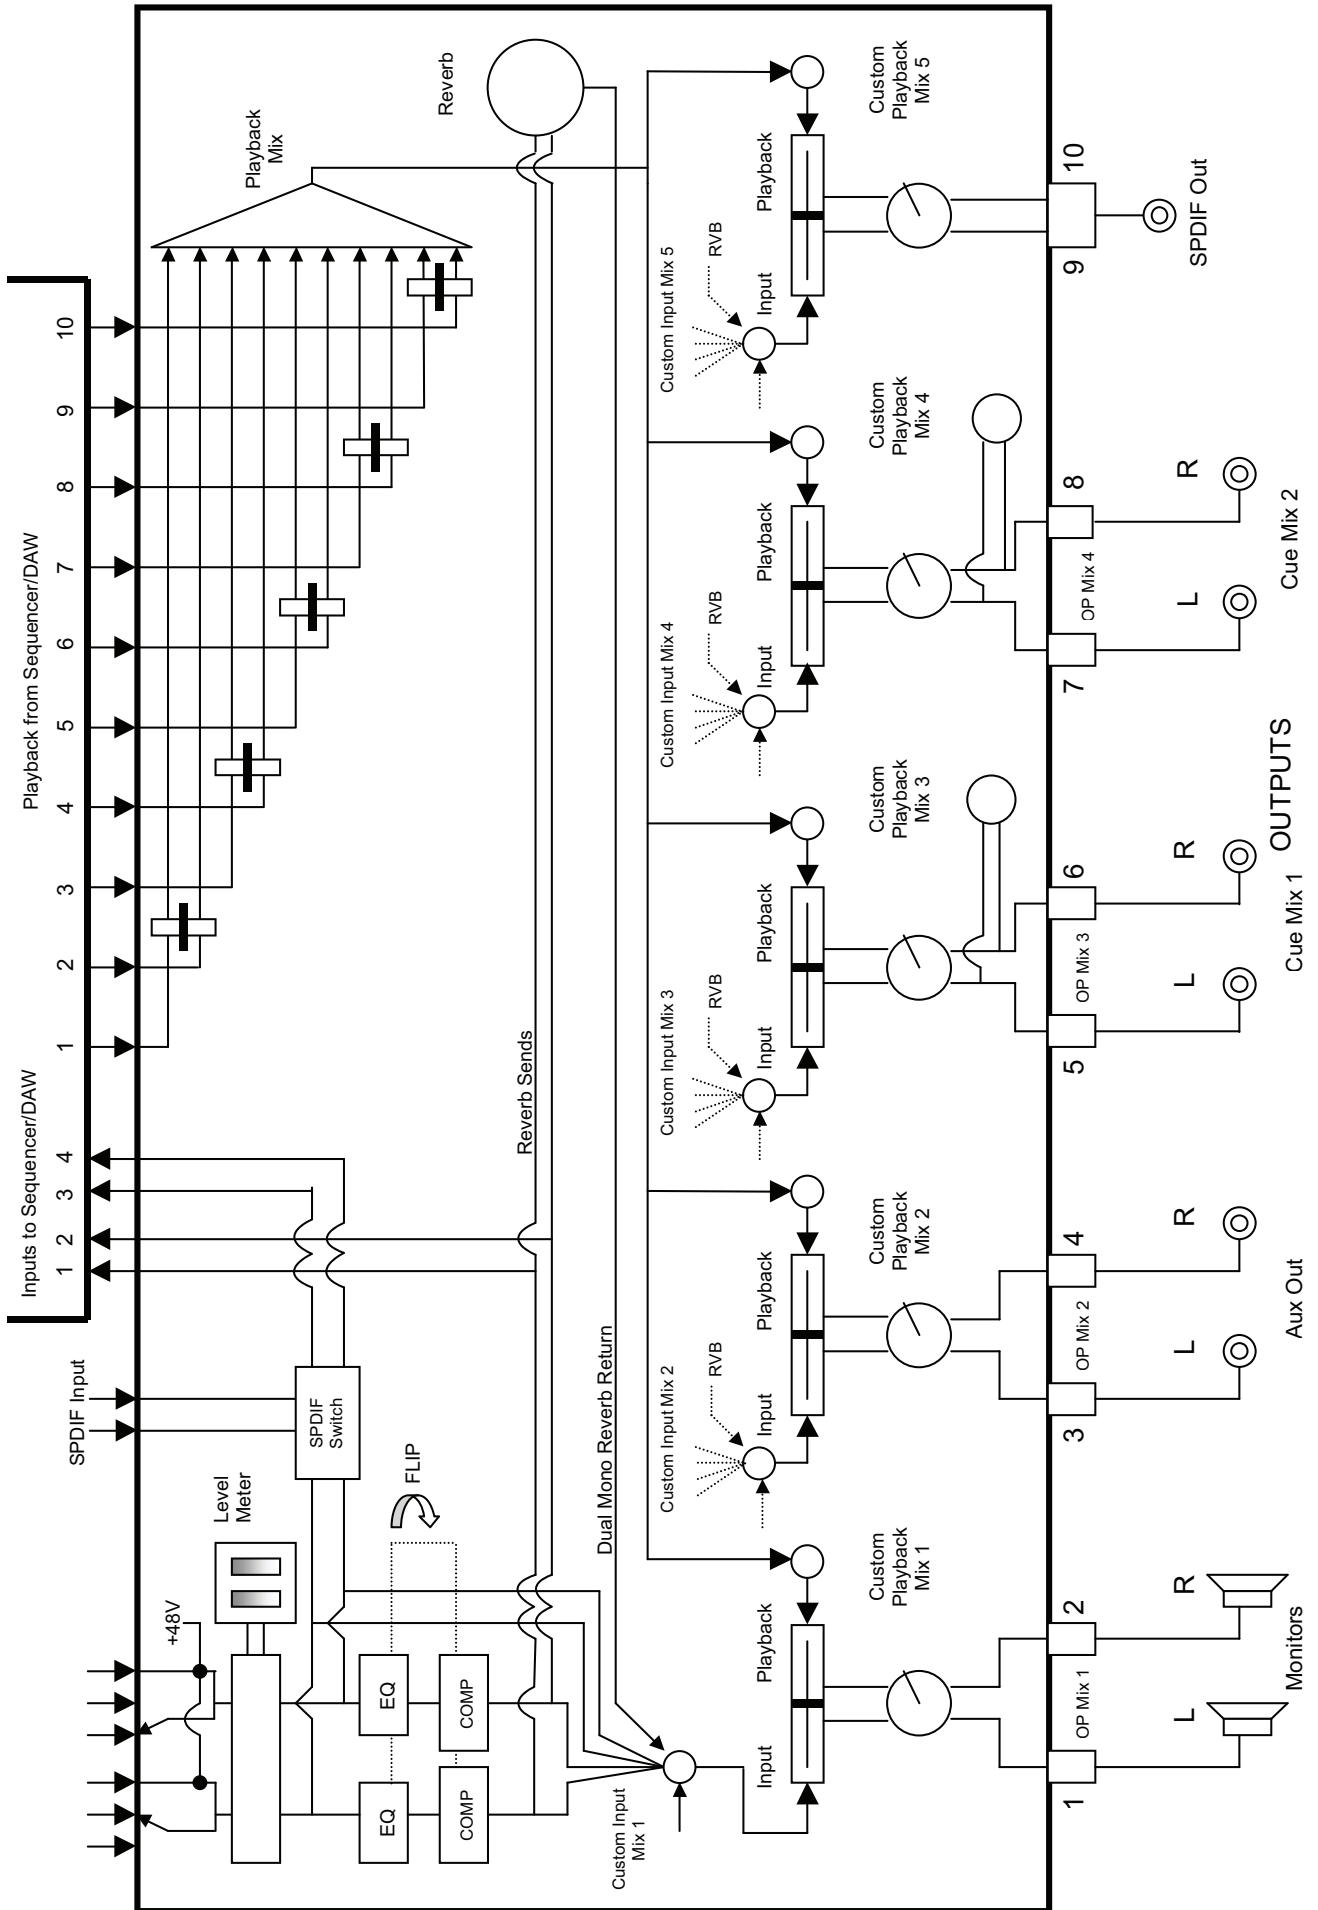 Inputs to Sequencer/DAW
1 2 3 4
Playback from Sequencer/DAW
1 2 3 4 5 6 7 8 9 10
SPDIF Input
+48V
Level
Meter
SPDIF
Switch
FLIP
EQ
EQ
COMP
COMP
Playback
Mix
Reverb
Reverb Sends
Dual Mono Reverb Return
Custom Input
Mix 1
Input
Playback
Custom
Playback
Mix 1
Custom Input Mix 2
RVB
Input
Playback
Custom
Playback
Mix 2
Custom Input Mix 3
RVB
Input
Playback
Custom
Playback
Mix 3
Custom Input Mix 4
RVB
Input
Playback
Custom
Playback
Mix 4
Custom Input Mix 5
RVB
Input
Playback
Custom
Playback
Mix 5
1
OP Mix 1
2
L
R
Monitors
3
OP Mix 2
4
L
R
Aux Out
5
OP Mix 3
6
L
R
Cue Mix 1
OUTPUTS
7
OP Mix 4
8
L
R
Cue Mix 2
9
10
SPDIF Out